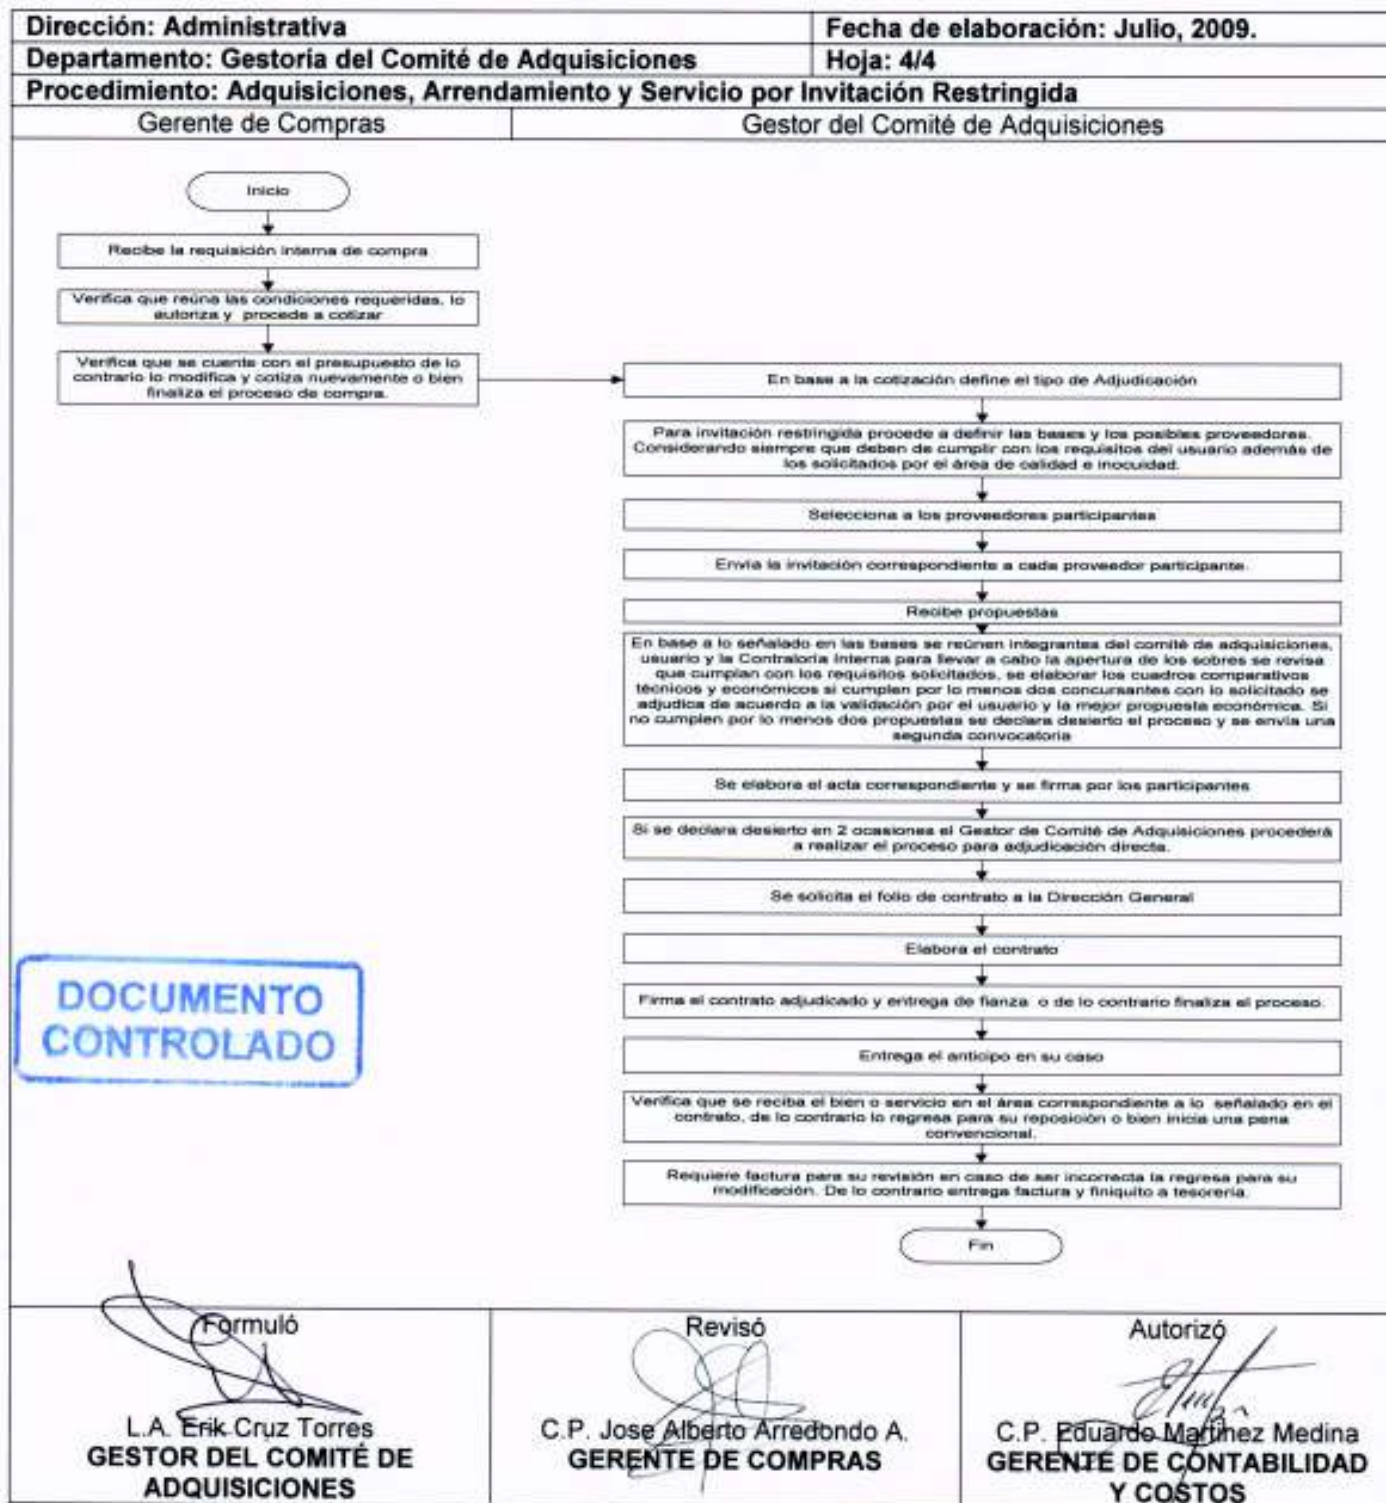 Dirección: Administrativa
Fecha de elaboración: Julio, 2009.
Departamento: Gestoría del Comité de Adquisiciones
Hoja: 4/4
Procedimiento: Adquisiciones, Arrendamiento y Servicio por Invitación Restringida
Gerente de Compras
Gestor del Comité de Adquisiciones
Inicio
Recibe la requisición interna de compra
Verifica que reúna las condiciones requeridas, lo
autoriza y procede a cotizar
Verifica que se cuente con el presupuesto de lo
contrario lo modifica y cotiza nuevamente o bien
finaliza el proceso de compra.
En base a la cotización define el tipo de Adjudicación
Para invitación restringida procede a definir las bases y los posibles proveedores.
Considerando siempre que deben de cumplir con los requisitos del usuario además de
los solicitados por el área de calidad e inocuidad.
Selecciona a los proveedores participantes
Envía la invitación correspondiente a cada proveedor participante.
Recibe propuestas
En base a lo señalado en las bases se reúnen integrantes del comité de adquisiciones,
usuario y la Contraloría Interna para llevar a cabo la apertura de los sobres se revisa
que cumplan con los requisitos solicitados, se elaborar los cuadros comparativos
técnicos y económicos si cumplen por lo menos dos concursantes con lo solicitado se
adjudica de acuerdo a la validación por el usuario y la mejor propuesta económica. Si
no cumplen por lo menos dos propuestas se declara desierto el proceso y se envía una
segunda convocatoria
Se elabora el acta correspondiente y se firma por los participantes
Si se declara desierto en 2 ocasiones el Gestor de Comité de Adquisiciones procederá
a realizar el proceso para adjudicación directa.
Se solicita el folio de contrato a la Dirección General
Elabora el contrato
Firma el contrato adjudicado y entrega de fianza o de lo contrario finaliza el proceso.
Entrega el anticipo en su caso
Verifica que se reciba el bien o servicio en el área correspondiente a lo señalado en el
contrato, de lo contrario lo regresa para su reposición o bien inicia una pena
convencional.
Requiere factura para su revisión en caso de ser incorrecta la regresa para su
modificación. De lo contrario entrega factura y finiquito a tesorería.
Fin
DOCUMENTO
CONTROLADO
Formuló
L.A. Erik Cruz Torres
GESTOR DEL COMITÉ DE
ADQUISICIONES
Revisó
C.P. Jose Alberto Arredondo A.
GERENTE DE COMPRAS
Autorizó
C.P. Eduardo Martínez Medina
GERENTE DE CONTABILIDAD
Y COSTOS